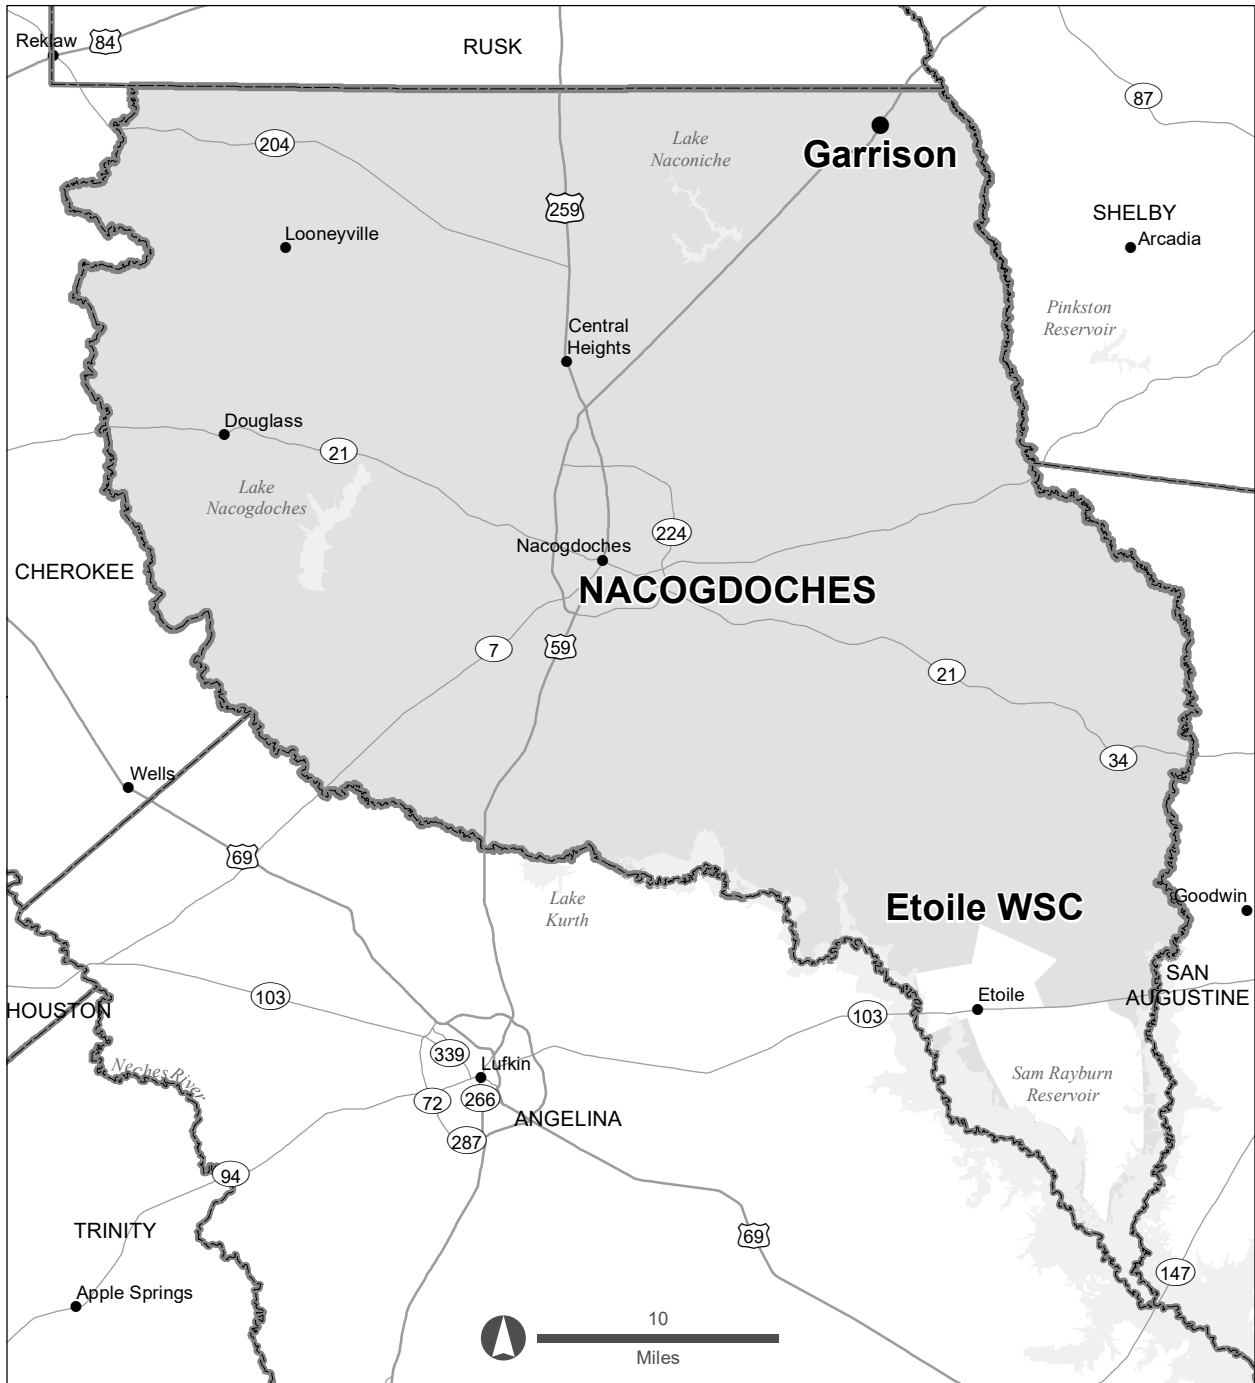 Reklaw
84
RUSK
87
204
Lake
Naconiche
Garrison
259
SHELBY
Arcadia
Looneyville
Pinkston
Reservoir
Central
Heights
Douglass
21
Lake
Nacogdoches
224
Nacogdoches
CHEROKEE
NACOGDOCHES
7
59
21
34
Wells
69
Lake
Kurth
Etoile WSC
Goodwin
SAN
AUGUSTINE
HOUSTON
103
Etoile
103
339
Lufkin
Neches River
Sam Rayburn
Reservoir
72
266
ANGELINA
287
94
TRINITY
69
147
Apple Springs
10
Miles